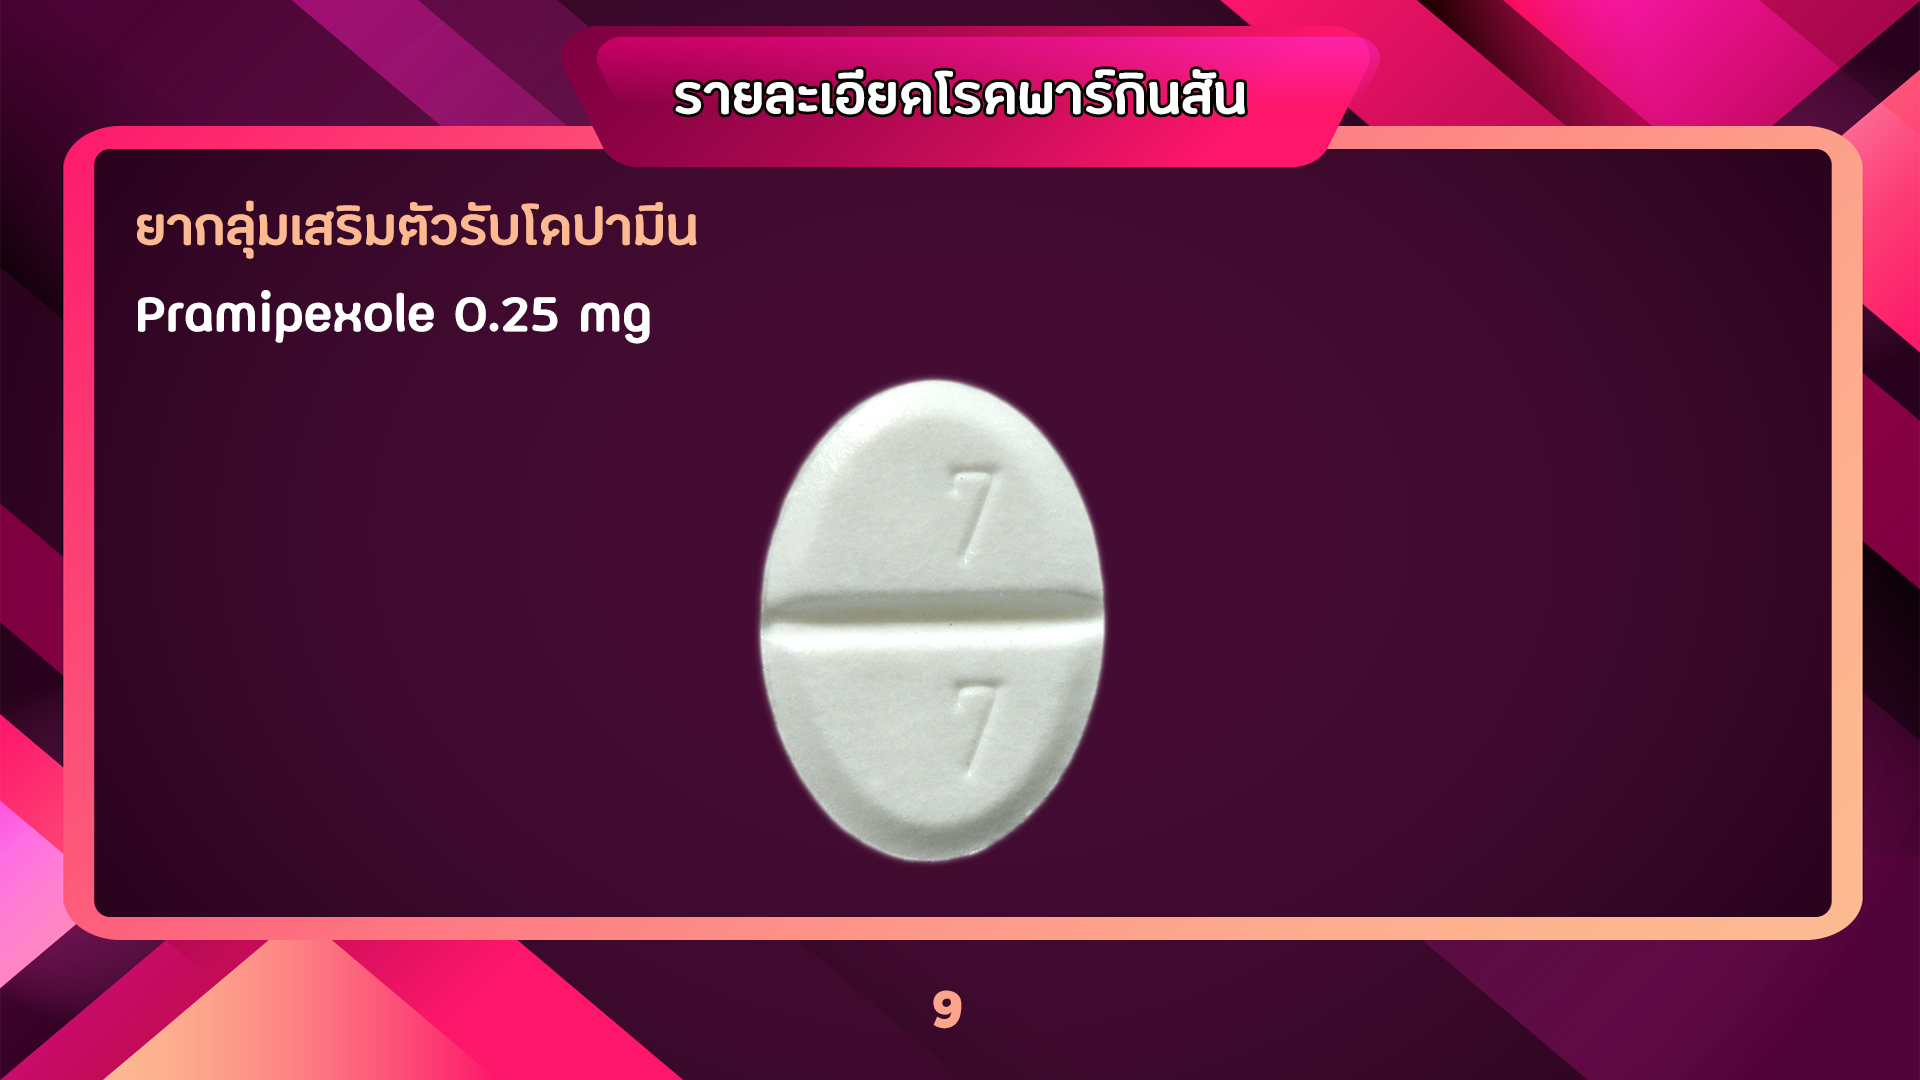 รายละเอียดโรคพาร์กินสัน
ยากลุ่มเสริมตัวรับโดปามีน
Pramipexole 0.25 mg
7
7
9